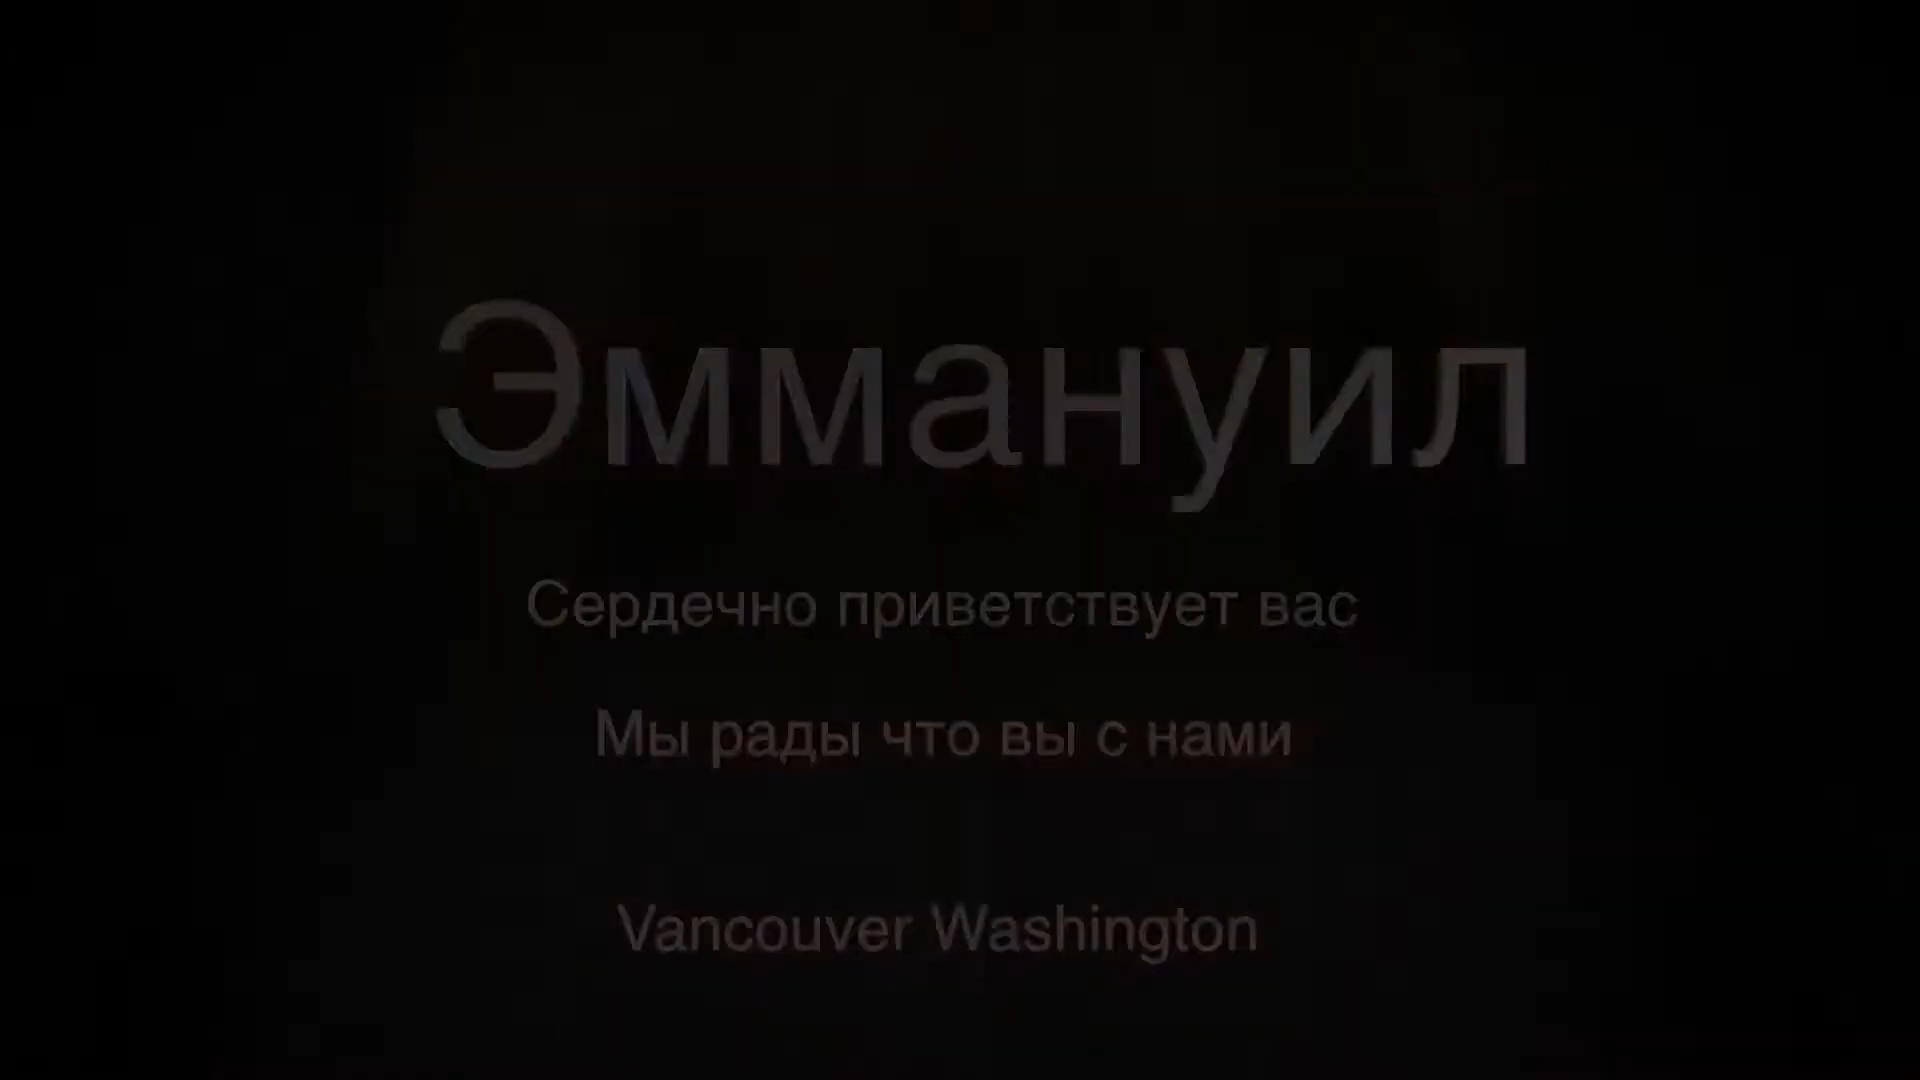 Эммануил
Сердечно приветствует вас
Мы рады что вы с нами
Vancouver Washington